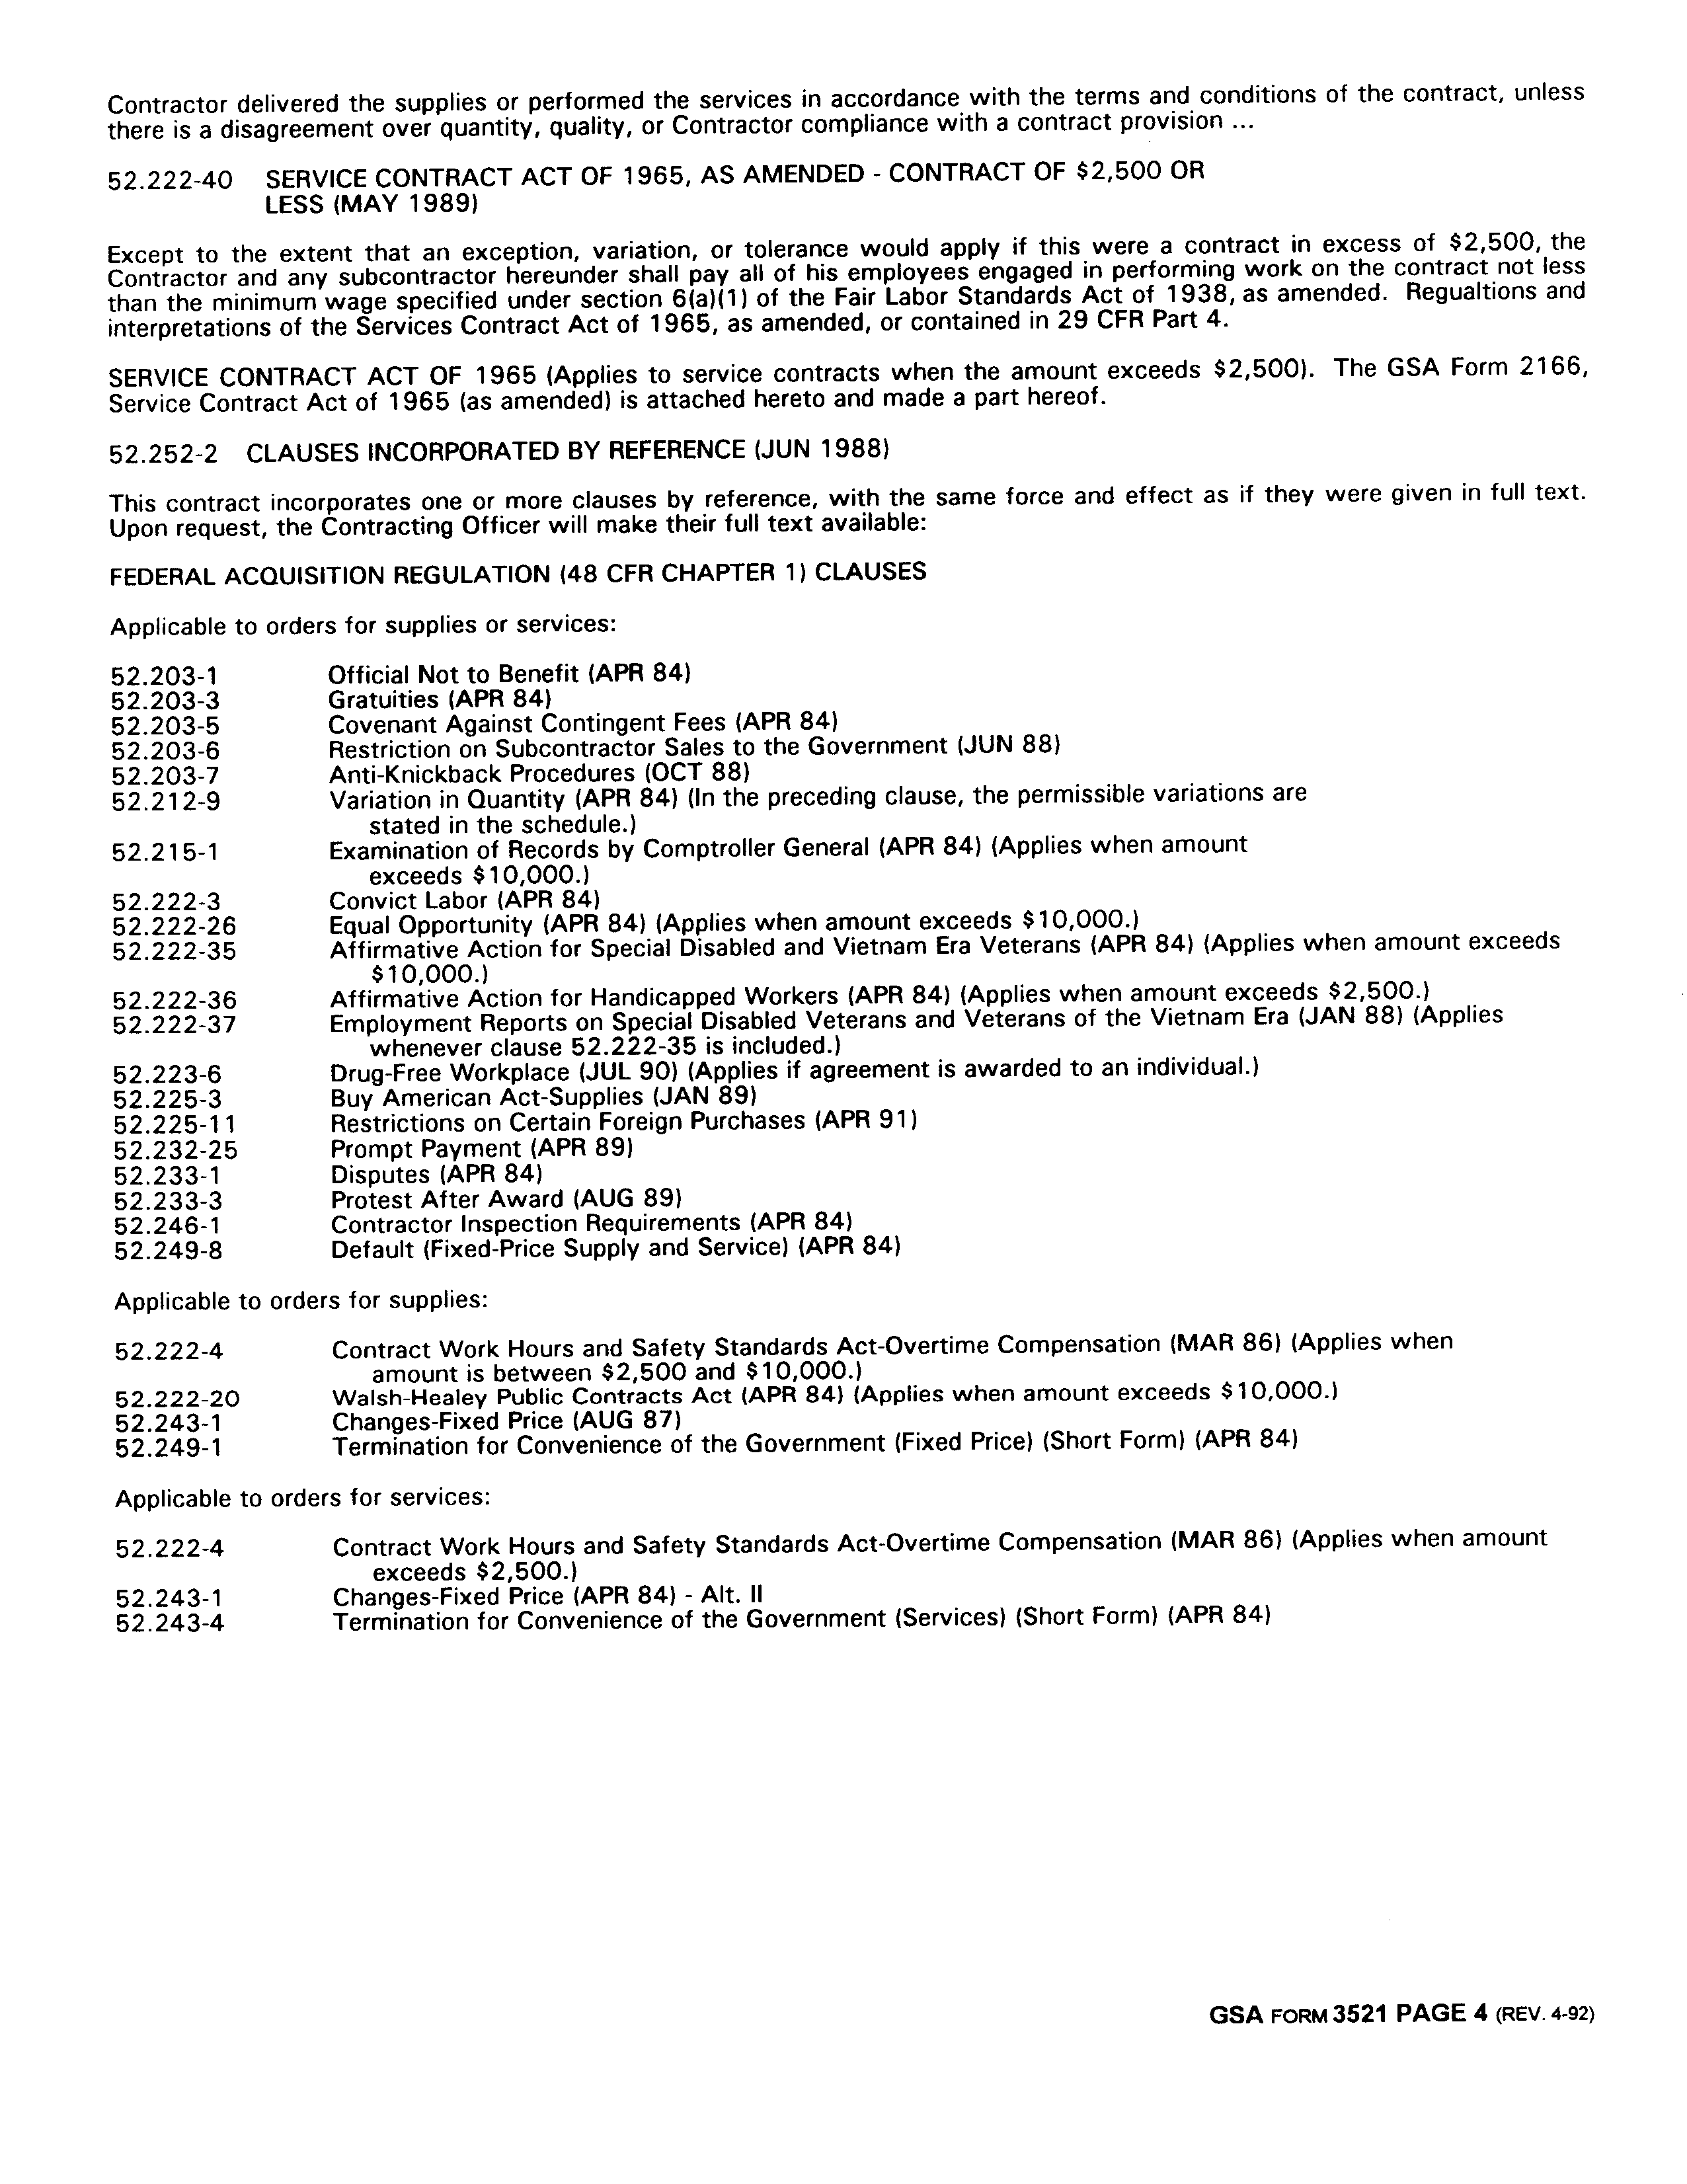 Contractor delivered the supplies or performed the services in accordance with the terms and conditions of the contract, unless
there is a disagreement over quantity, quality, or Contractor compliance with a contract provision ...
52.222-40 SERVICE CONTRACT ACT OF 1965, AS AMENDED - CONTRACT OF $2,500 OR
LESS (MAY 1989)
Except to the extent that an exception, variation, or tolerance would apply if this were a contract in excess of $2,500, the
Contractor and any subcontractor hereunder shall pay all of his employees engaged in performing work on the contract not less
than the minimum wage specified under section 6(a)(1) of the Fair Labor Standards Act of 1938, as amended. Regualtions and
interpretations of the Services Contract Act of 1965, as amended, or contained in 29 CFR Part 4.
SERVICE CONTRACT ACT OF 1965 (Applies to service contracts when the amount exceeds $2,500). The GSA Form 2166,
Service Contract Act of 1965 (as amended) is attached hereto and made a part hereof.
52.252-2 CLAUSES INCORPORATED BY REFERENCE (JUN 1988)
This contract incorporates one or more clauses by reference, with the same force and effect as if they were given in full text.
Upon request, the Contracting Officer will make their full text available:
FEDERAL ACQUISITION REGULATION (48 CFR CHAPTER 1) CLAUSES
Applicable to orders for supplies or services:
52.203-1 Official Not to Benefit (APR 84)
52.203-3 Gratuities (APR 84)
52.203-5 Covenant Against Contingent Fees (APR 84)
52.203-6 Restriction on Subcontractor Sales to the Government (JUN 88)
52.203-7 Anti-Knickback Procedures (OCT 88)
52.212-9 Variation in Quantity (APR 84) (In the preceding clause, the permissible variations are
stated in the schedule.)
52.215-1 Examination of Records by Comptroller General (APR 84) (Applies when amount
exceeds $10,000.)
52.222-3 Convict Labor (APR 84)
52.222-26 Equal Opportunity (APR 84) (Applies when amount exceeds $10,000.)
52.222-35 Affirmative Action for Special Disabled and Vietnam Era Veterans (APR 84) (Applies when amount exceeds
$10,000.)
52.222-36 Affirmative Action for Handicapped Workers (APR 84) (Applies when amount exceeds $2,500.)
52.222-37 Employment Reports on Special Disabled Veterans and Veterans of the Vietnam Era (JAN 88) (Applies
whenever clause 52.222-35 is included.)
52.223-6 Drug-Free Workplace (JUL 90) (Applies if agreement is awarded to an individual.)
52.225-3 Buy American Act-Supplies (JAN 89)
52.225-11 Restrictions on Certain Foreign Purchases (APR 91)
52.232-25 Prompt Payment (APR 89)
52.233-1 Disputes (APR 84)
52.233-3 Protest After Award (AUG 89)
52.246-1 Contractor Inspection Requirements (APR 84)
52.249-8 Default (Fixed-Price Supply and Service) (APR 84)
Applicable to orders for supplies:
52.222-4 Contract Work Hours and Safety Standards Act-Overtime Compensation (MAR 86) (Applies when
amount is between $2,500 and $10,000.)
52.222-20 Walsh-Healey Public Contracts Act (APR 84) (Applies when amount exceeds $10,000.)
52.243-1 Changes-Fixed Price (AUG 87)
52.249-1 Termination for Convenience of the Government (Fixed Price) (Short Form) (APR 84)
Applicable to orders for services:
52.222-4 Contract Work Hours and Safety Standards Act-Overtime Compensation (MAR 86) (Applies when amount
exceeds $2,500.)
52.243-1 Changes-Fixed Price (APR 84) - Alt. II
52.243-4 Termination for Convenience of the Government (Services) (Short Form) (APR 84)
GSA FORM 3521 PAGE 4 (REV. 4-92)